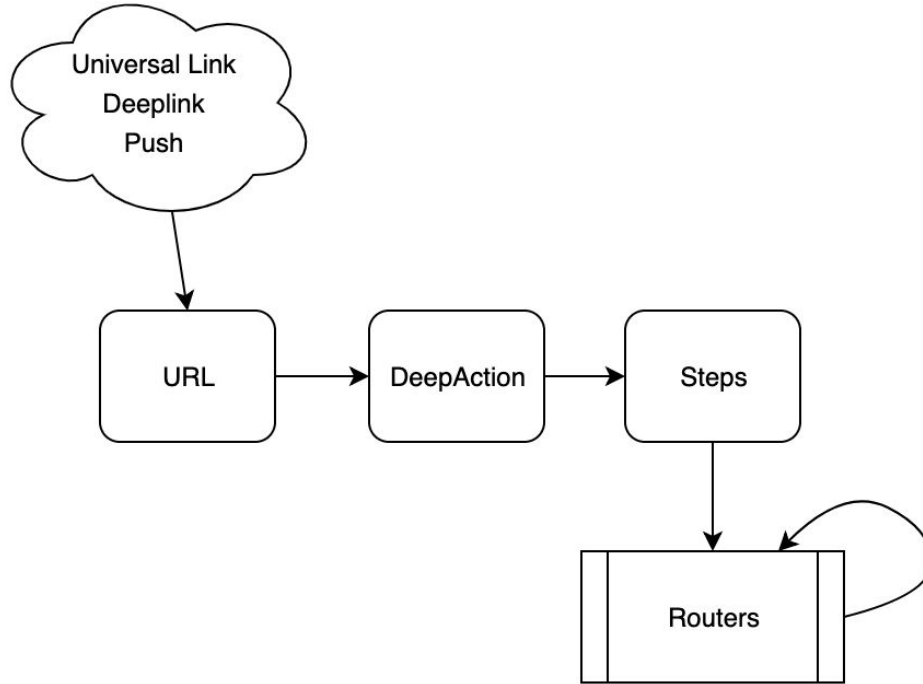 Universal Link
Deeplink
Push
URL
DeepAction
Steps
Routers